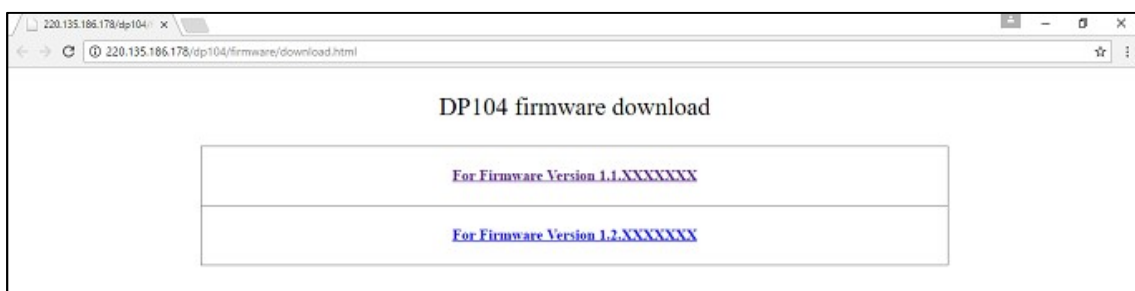 220.135.186.178/dp104/
220.135.186.178/dp104/firmware/download.html
DP104 firmware download
For Firmware Version 1.1.XXXXXXX
For Firmware Version 1.2.XXXXXXX